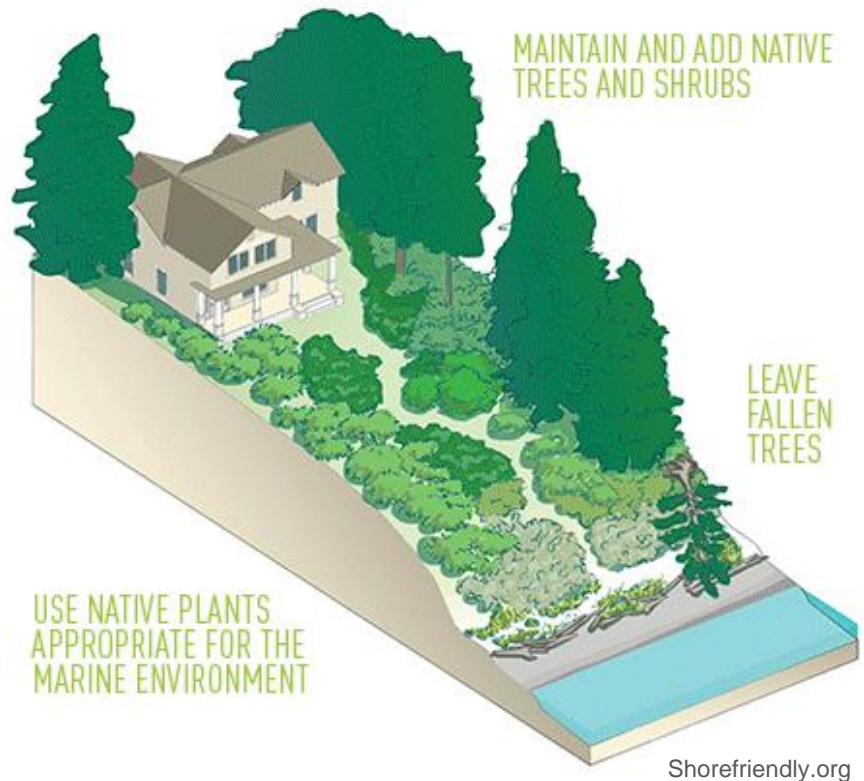 MAINTAIN AND ADD NATIVE
TREES AND SHRUBS
LEAVE
FALLEN
TREES
USE NATIVE PLANTS
APPROPRIATE FOR THE
MARINE ENVIRONMENT
Shorefriendly.org